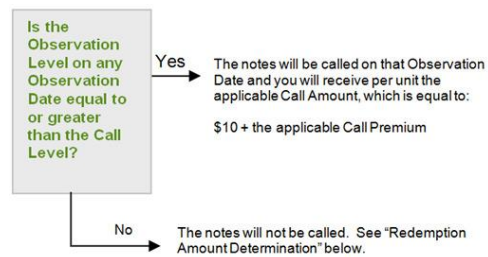 Is the
Observation
Level on any
Observation
Date equal to
or greater
than the Call
Level?
Yes
The notes will be called on that Observation
Date and you will receive per unit the
applicable Call Amount, which is equal to:
$10 + the applicable Call Premium
No
The notes will not be called. See “Redemption
Amount Determination” below.